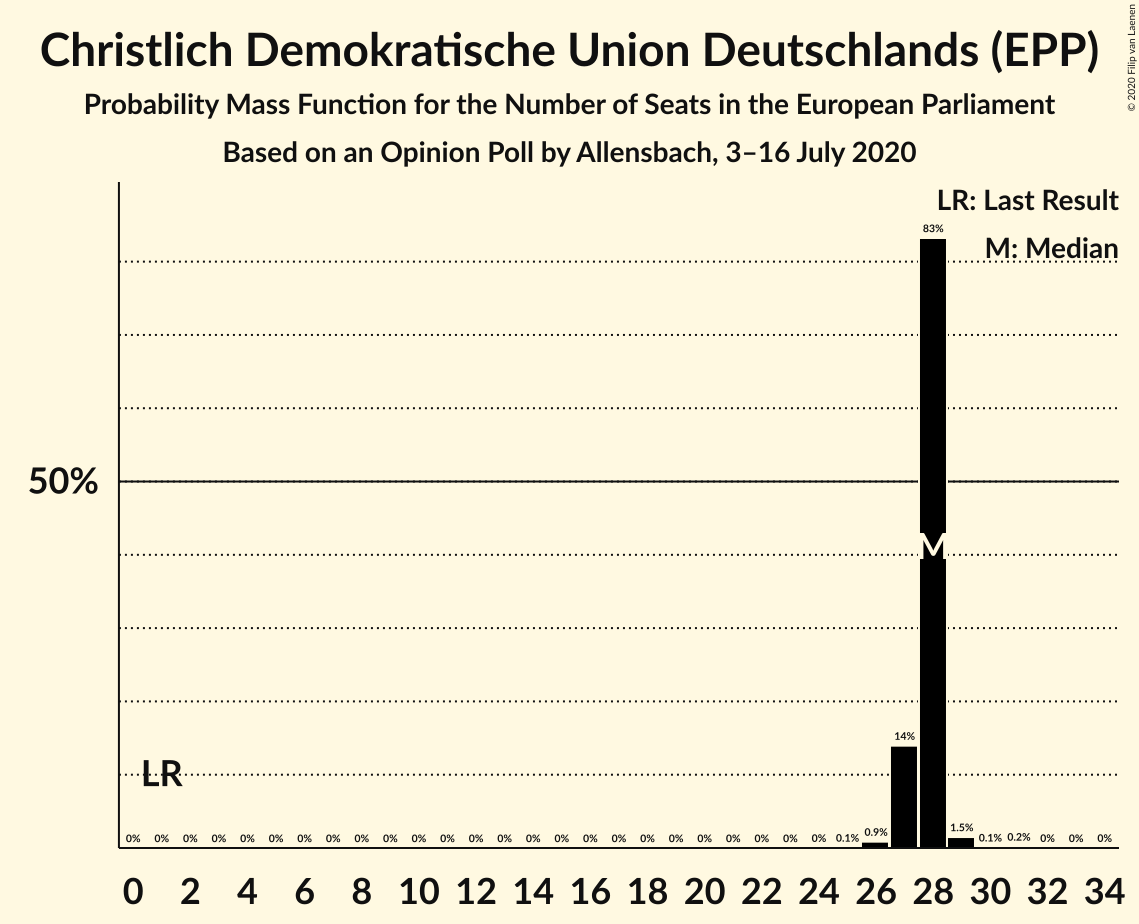 Christlich Demokratische Union Deutschlands (EPP)
Probability Mass Function for the Number of Seats in the European Parliament
Based on an Opinion Poll by Allensbach, 3–16 July 2020
© 2020 Filip van Laenen
LR: Last Result
M: Median
83%
50%
M
14%
LR
0% 0% 0% 0% 0% 0% 0% 0% 0% 0% 0% 0% 0% 0% 0% 0% 0% 0% 0% 0% 0% 0% 0% 0% 0% 0.1% 0.9% 1.5% 0.1% 0.2% 0% 0% 0%
0 2 4 6 8 10 12 14 16 18 20 22 24 26 28 30 32 34